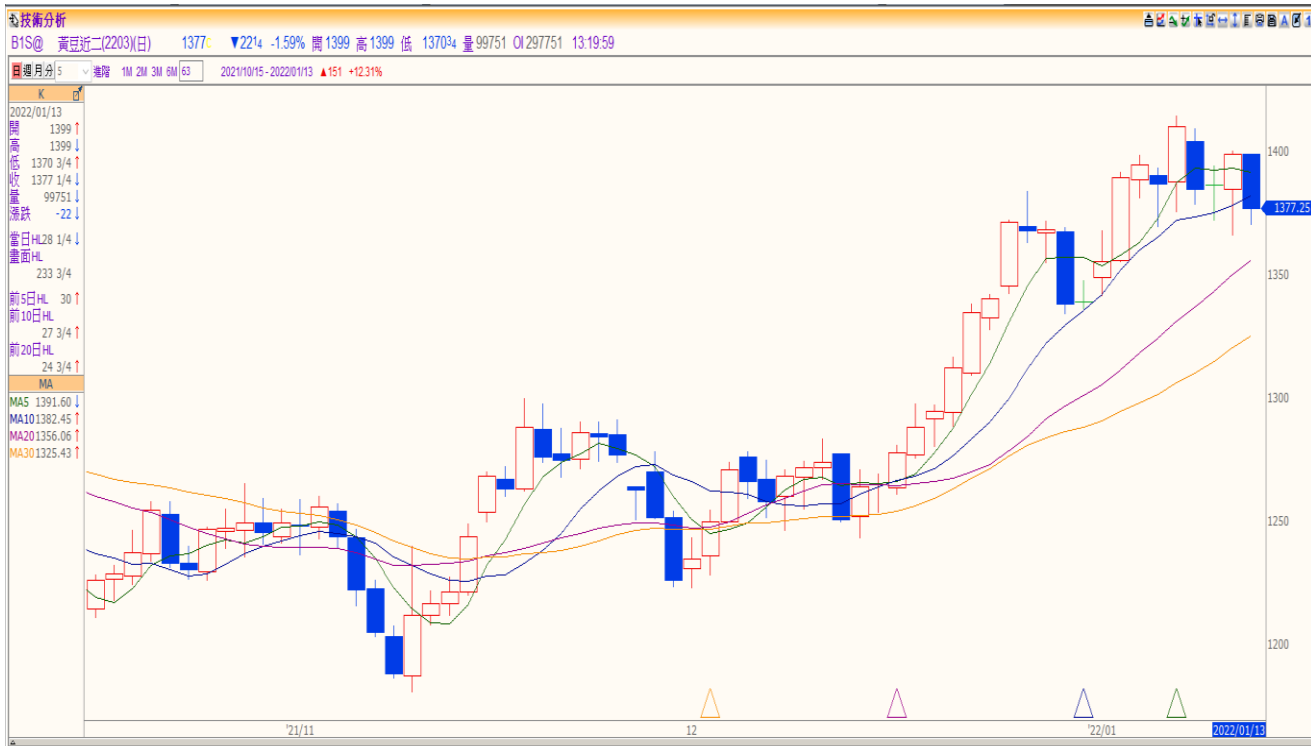 技術分析
B1S@ 黃豆近二(2203)(日) 1377 ▼22 1/4 -1.59% 開 1399 高 1399 低 1370 3/4 量 99751 OI 297751 13:19:59
日 週 月 分 5 進階 1M 2M 3M 6M 63 2021/10/15 - 2022/01/13 ▲151 +12.31%
K
2022/01/13
開 1399↑
高 1399↓
低 1370 3/4↑
收 1377 1/4↓
量 99751↓
漲跌 -22↓
當日HL 28 1/4↓
畫面HL
233 3/4
前5日HL 30↑
前10日HL
27 3/4↑
前20日HL
24 3/4↑
MA
MA5 1391.60↓
MA10 1382.45↑
MA20 1356.06↑
MA30 1325.43↑
1400
1377.25
1350
1300
1250
1200
'21/11 12 '22/01 2022/01/13